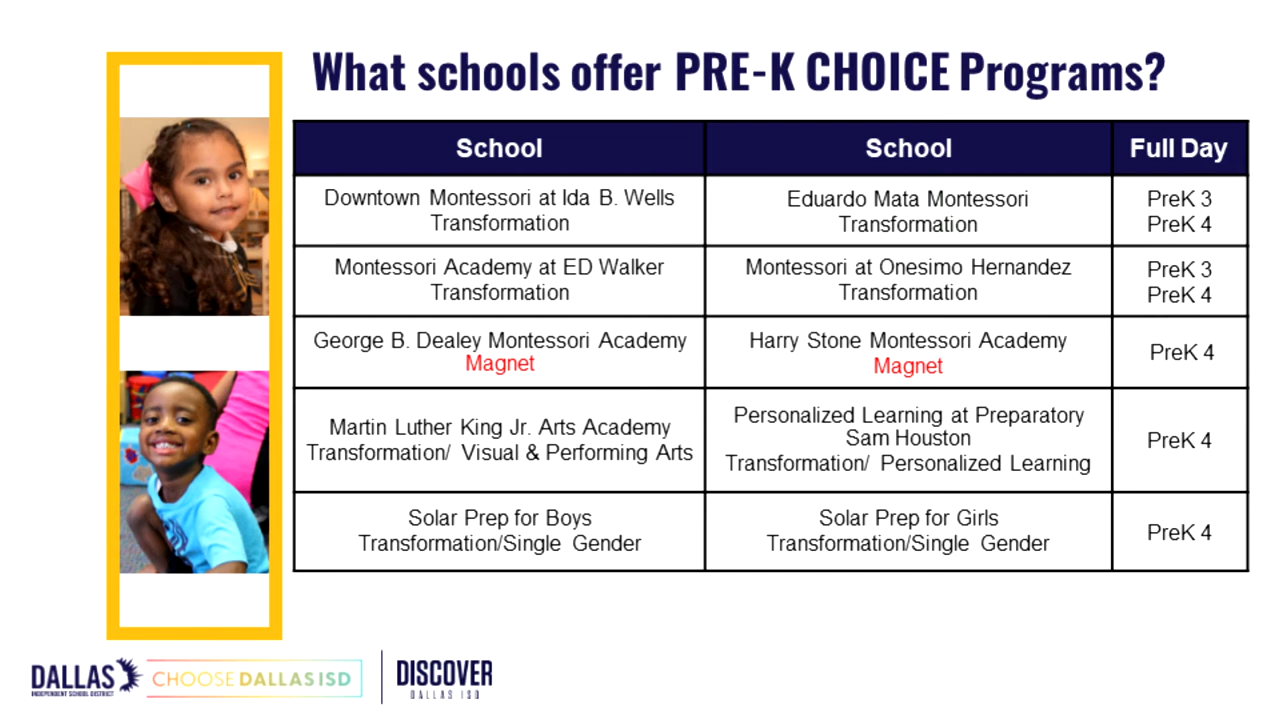 What schools offer PRE-K CHOICE Programs?
School
School
Full Day
Downtown Montessori at Ida B. Wells
Transformation
Eduardo Mata Montessori
Transformation
PreK 3
PreK 4
Montessori Academy at ED Walker
Transformation
Montessori at Onesimo Hernandez
Transformation
PreK 3
PreK 4
George B. Dealey Montessori Academy
Magnet
Harry Stone Montessori Academy
Magnet
PreK 4
Martin Luther King Jr. Arts Academy
Transformation/ Visual & Performing Arts
Personalized Learning at Preparatory
Sam Houston
Transformation/ Personalized Learning
PreK 4
Solar Prep for Boys
Transformation/Single Gender
Solar Prep for Girls
Transformation/Single Gender
PreK 4
DALLAS
INDEPENDENT SCHOOL DISTRICT
CHOOSE DALLAS ISD
DISCOVER
DALLAS ISD